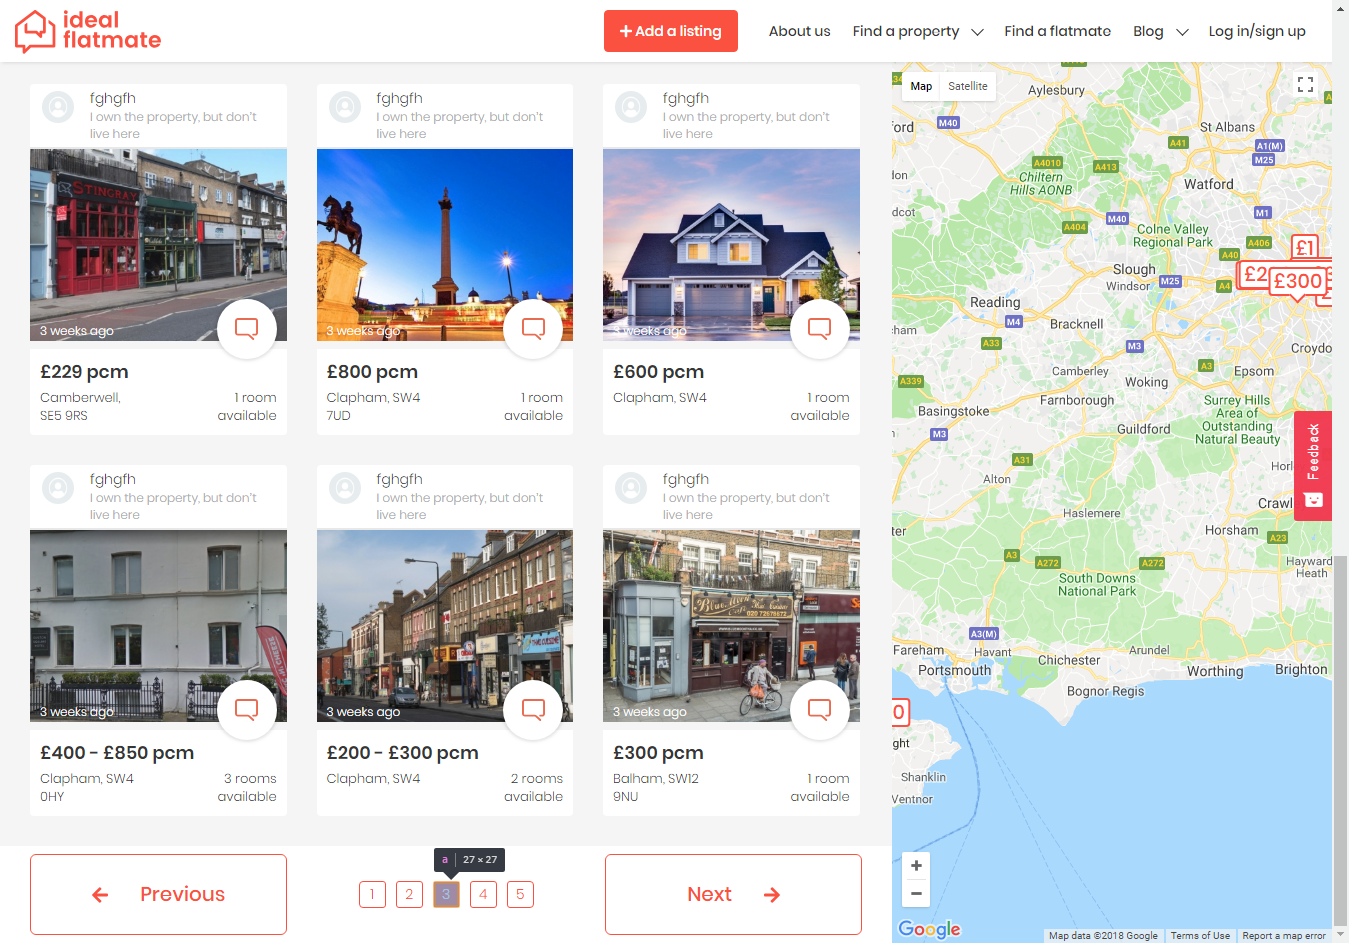 ideal
flatmate
Add a listing
About us
Find a property
Find a flatmate
Blog
Log in/sign up
fghgfh
I own the property, but don't
live here
STINGRAY
3 weeks ago
£229 pcm
Camberwell,
SE5 9RS
1 room
available
fghgfh
I own the property, but don't
live here
3 weeks ago
£800 pcm
Clapham, SW4
7UD
1 room
available
fghgfh
I own the property, but don't
live here
3 weeks ago
£600 pcm
Clapham, SW4
1 room
available
fghgfh
I own the property, but don't
live here
3 weeks ago
£400 - £850 pcm
Clapham, SW4
0HY
3 rooms
available
fghgfh
I own the property, but don't
live here
3 weeks ago
£200 - £300 pcm
Clapham, SW4
2 rooms
available
fghgfh
I own the property, but don't
live here
020 72675672
3 weeks ago
£300 pcm
Balham, SW12
9NU
1 room
available
Previous
a 27 × 27
1 2 3 4 5
Next
Map Satellite
Aylesbury
ford
M40
St Albans
A41
A1(M)
M25
A4010
A413
don
Chiltern
Hills AONB
Watford
dcot
M40
M1
A404
Colne Valley
Regional Park
A406
£1
A40
Slough
Windsor
M25
A4
£2
£300
Reading
M4
Bracknell
ham
A33
M3
Croydo
A3
Epsom
Camberley
A339
Woking
Farnborough
Basingstoke
Surrey Hills
Area of
Outstanding
Natural Beauty
M3
Guildford
Feedback
A31
Alton
Horl
Crawl
Haslemere
ter
Horsham
A23
A3
A272
A272
Hayward
Heath
South Downs
National Park
A3(M)
Fareham
Havant
Chichester
Arundel
Portsmouth
Worthing
Brighton
Bognor Regis
0
ght
Shanklin
Ventnor
+
−
Google
Map data ©2018 Google
Terms of Use
Report a map error